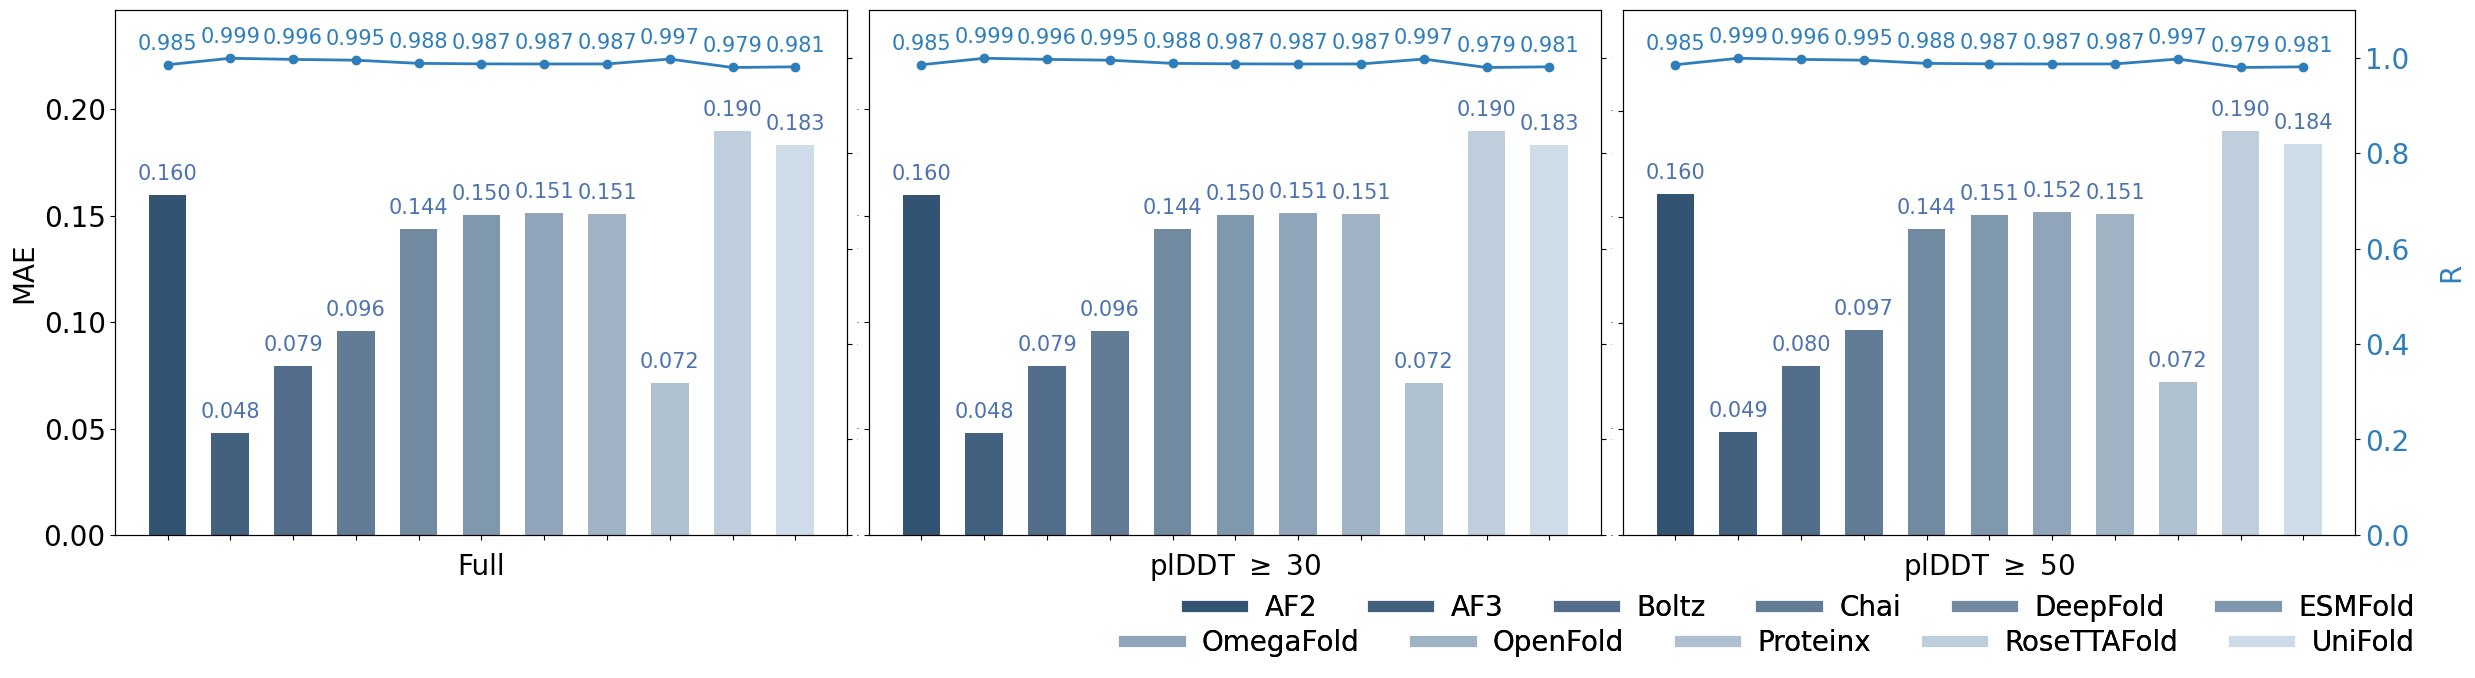 0.985 0.999 0.996 0.995 0.988 0.987 0.987 0.987 0.997 0.979 0.981
0.160 0.048 0.079 0.096 0.144 0.150 0.151 0.151 0.072 0.190 0.183
0.20
0.15
0.10
0.05
0.00
MAE
Full
0.985 0.999 0.996 0.995 0.988 0.987 0.987 0.987 0.997 0.979 0.981
0.160 0.048 0.079 0.096 0.144 0.150 0.151 0.151 0.072 0.190 0.183
plDDT ≥ 30
0.985 0.999 0.996 0.995 0.988 0.987 0.987 0.987 0.997 0.979 0.981
0.160 0.049 0.080 0.097 0.144 0.151 0.152 0.151 0.072 0.190 0.184
plDDT ≥ 50
1.0
0.8
0.6
0.4
0.2
0.0
R
AF2 AF3 Boltz Chai DeepFold ESMFold
OmegaFold OpenFold Proteinx RoseTTAFold UniFold